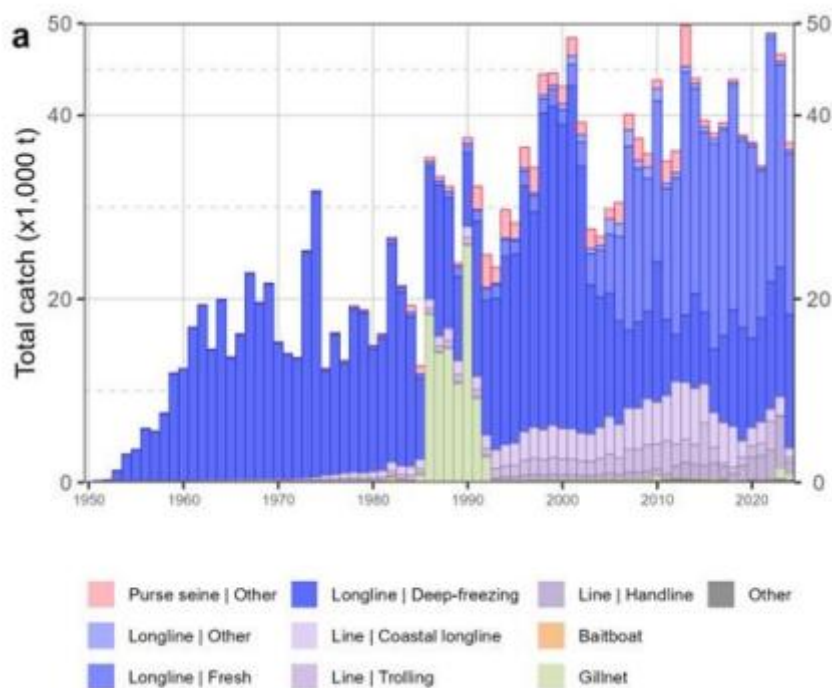 a
50
50
40
40
20
20
0
0
Total catch (x1,000 t)
1950 1960 1970 1980 1990 2000 2010 2020
Purse seine | Other Longline | Deep-freezing Line | Handline Other
Longline | Other Line | Coastal longline Baitboat
Longline | Fresh Line | Trolling Gillnet